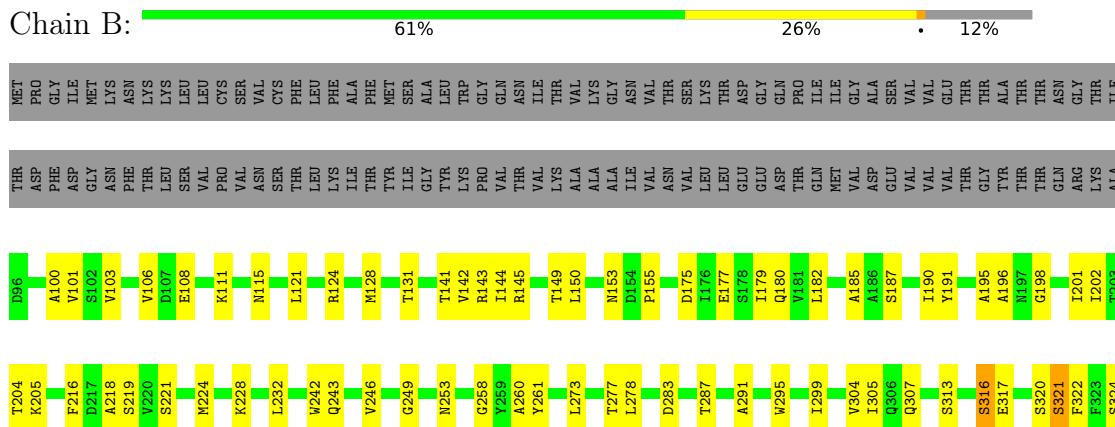 Chain B:
61% 26% • 12%
MET PRO GLY ILE MET LYS ASN LYS LYS LEU LEU CYS SER VAL CYS PHE LEU PHE ALA PHE MET SER ALA LEU TRP GLY GLN ASN ILE THR VAL LYS GLY ASN VAL THR SER LYS THR ASP GLY GLN PRO ILE ILE GLY ALA SER VAL VAL GLU THR THR ALA THR THR ASN GLY THR ILE
THR ASP PHE ASP GLY ASN PHE THR LEU SER VAL PRO VAL ASN SER THR LEU LYS ILE THR TYR ILE GLY TYR LYS PRO VAL THR VAL LYS ALA ALA ALA ILE VAL ASN VAL LEU LEU GLU GLU ASP THR GLN MET VAL ASP GLU VAL VAL VAL THR GLY TYR THR THR GLN ARG LYS ALA
D96 A100 V101 S102 V103 V106 D107 E108 K111 N115 L121 R124 M128 T131 T141 V142 R143 I144 R145 T149 L150 N153 D154 P155 D175 I176 E177 S178 I179 Q180 V181 L182 A185 A186 S187 I190 Y191 A195 A196 N197 G198 I201 I202 T203
T204 K205 F216 D217 A218 S219 V220 S221 M224 K228 L232 W242 Q243 V246 G249 N253 G258 Y259 A260 Y261 L273 T277 L278 D283 T287 A291 W295 I299 V304 I305 Q306 Q307 S313 S316 E317 S320 S321 F322 F323 S324